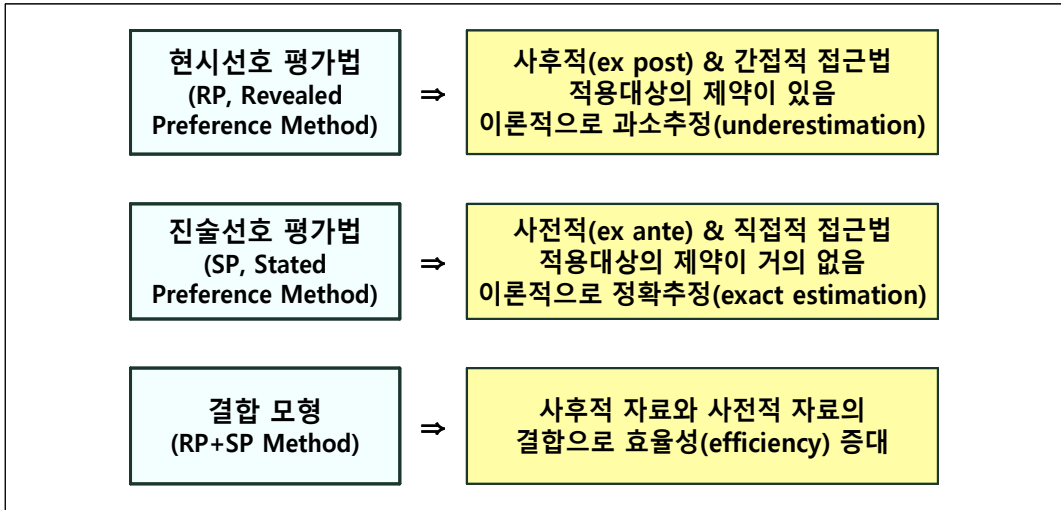 현시선호 평가법
(RP, Revealed
Preference Method)
⇒
사후적(ex post) & 간접적 접근법
적용대상의 제약이 있음
이론적으로 과소추정(underestimation)
진술선호 평가법
(SP, Stated
Preference Method)
⇒
사전적(ex ante) & 직접적 접근법
적용대상의 제약이 거의 없음
이론적으로 정확추정(exact estimation)
결합 모형
(RP+SP Method)
⇒
사후적 자료와 사전적 자료의
결합으로 효율성(efficiency) 증대